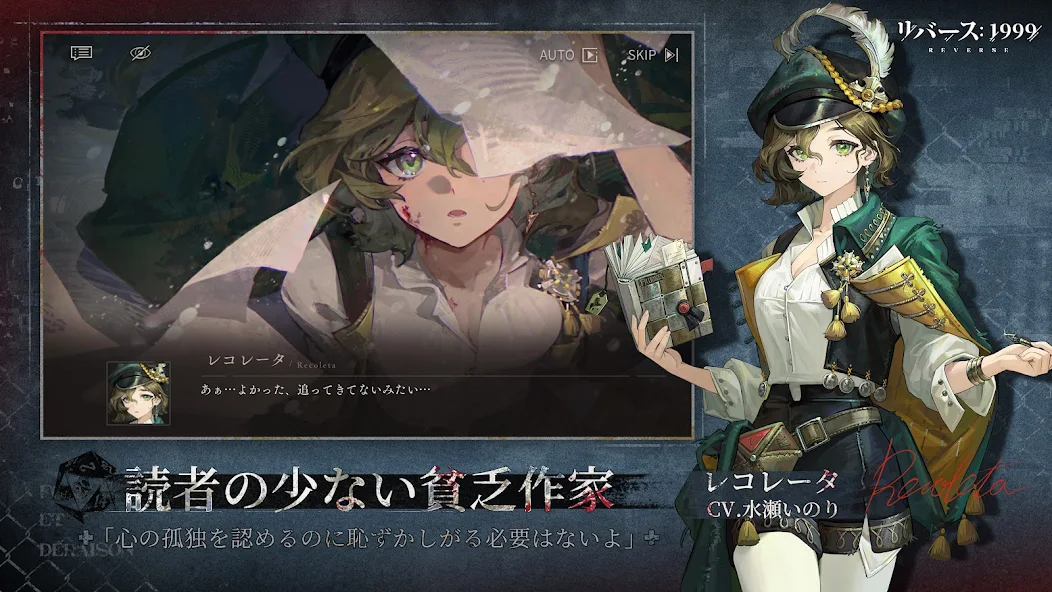 AUTO
SKIP
リバース: 1999
REVERSE
レコレータ / Recoleta
あぁ…よかった、追ってきてないみたい…
読者の少ない貧乏作家
「心の孤独を認めるのに恥ずかしがる必要はないよ」
レコレータ
CV.水瀬いのり
Recoleta
ET
DERAISON